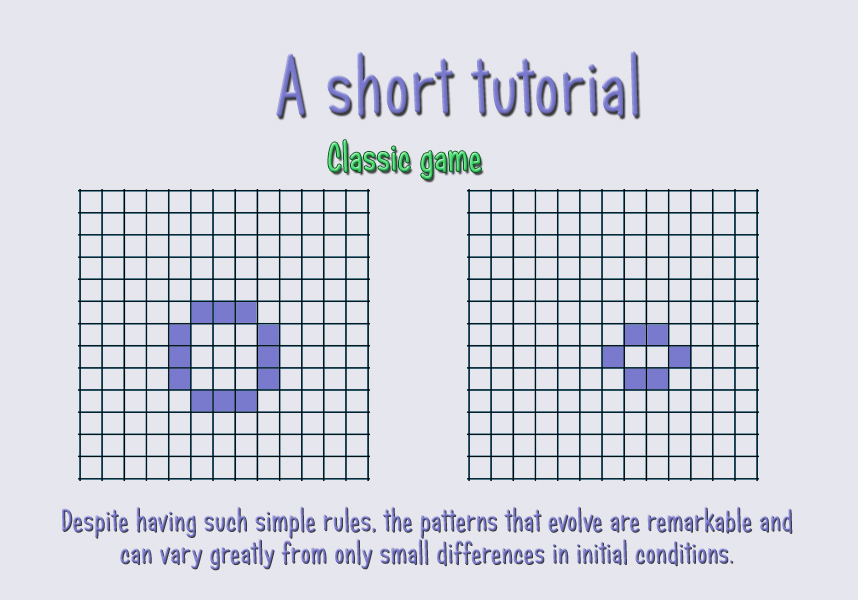 A short tutorial
Classic game
Despite having such simple rules, the patterns that evolve are remarkable and
can vary greatly from only small differences in initial conditions.